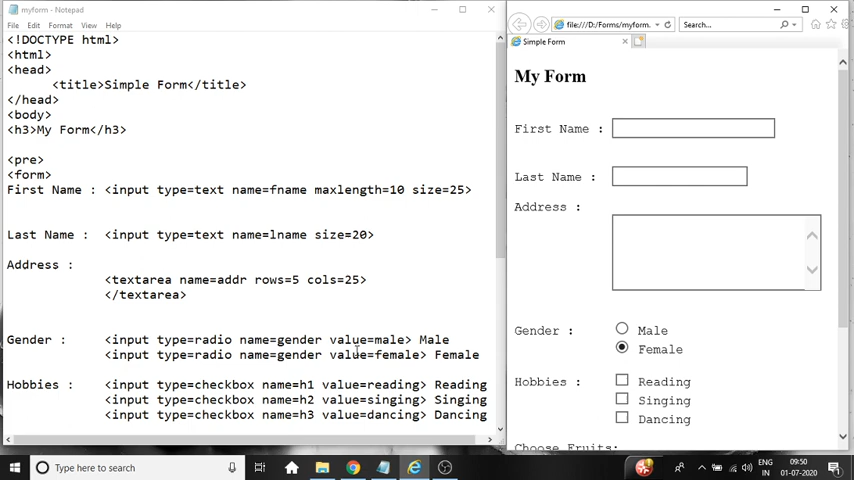 myform - Notepad
File Edit Format View Help
<!DOCTYPE html>
<html>
<head>
<title>Simple Form</title>
</head>
<body>
<h3>My Form</h3>
<pre>
<form>
First Name : <input type=text name=fname maxlength=10 size=25>
Last Name : <input type=text name=lname size=20>
Address :
<textarea name=addr rows=5 cols=25>
</textarea>
Gender : <input type=radio name=gender value=male> Male
<input type=radio name=gender value=female> Female
Hobbies : <input type=checkbox name=h1 value=reading> Reading
<input type=checkbox name=h2 value=singing> Singing
<input type=checkbox name=h3 value=dancing> Dancing
file:///D:/Forms/myform.
Search...
Simple Form
My Form
First Name :
Last Name :
Address :
Gender : Male
Female
Hobbies : Reading
Singing
Dancing
Choose Fruits:
Type here to search
ENG
IN
09:50
01-07-2020